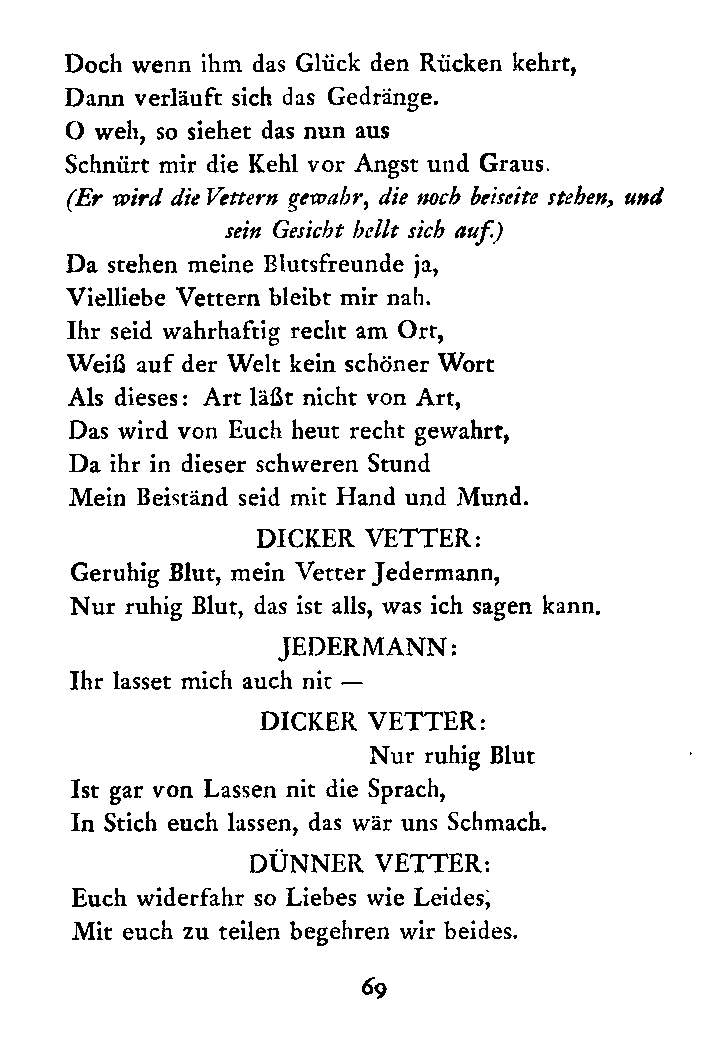 Doch wenn ihm das Glück den Rücken kehrt,
Dann verläuft sich das Gedränge.
O weh, so siehet das nun aus
Schnürt mir die Kehl vor Angst und Graus.
(Er wird die Vettern gewahr, die noch beiseite stehen, und
sein Gesicht hellt sich auf.)
Da stehen meine Blutsfreunde ja,
Vielliebe Vettern bleibt mir nah.
Ihr seid wahrhaftig recht am Ort,
Weiß auf der Welt kein schöner Wort
Als dieses: Art läßt nicht von Art,
Das wird von Euch heut recht gewahrt,
Da ihr in dieser schweren Stund
Mein Beiständ seid mit Hand und Mund.
DICKER VETTER:
Geruhig Blut, mein Vetter Jedermann,
Nur ruhig Blut, das ist alls, was ich sagen kann.
JEDERMANN:
Ihr lasset mich auch nit —
DICKER VETTER:
Nur ruhig Blut
Ist gar von Lassen nit die Sprach,
In Stich euch lassen, das wär uns Schmach.
DÜNNER VETTER:
Euch widerfahr so Liebes wie Leides,
Mit euch zu teilen begehren wir beides.
69